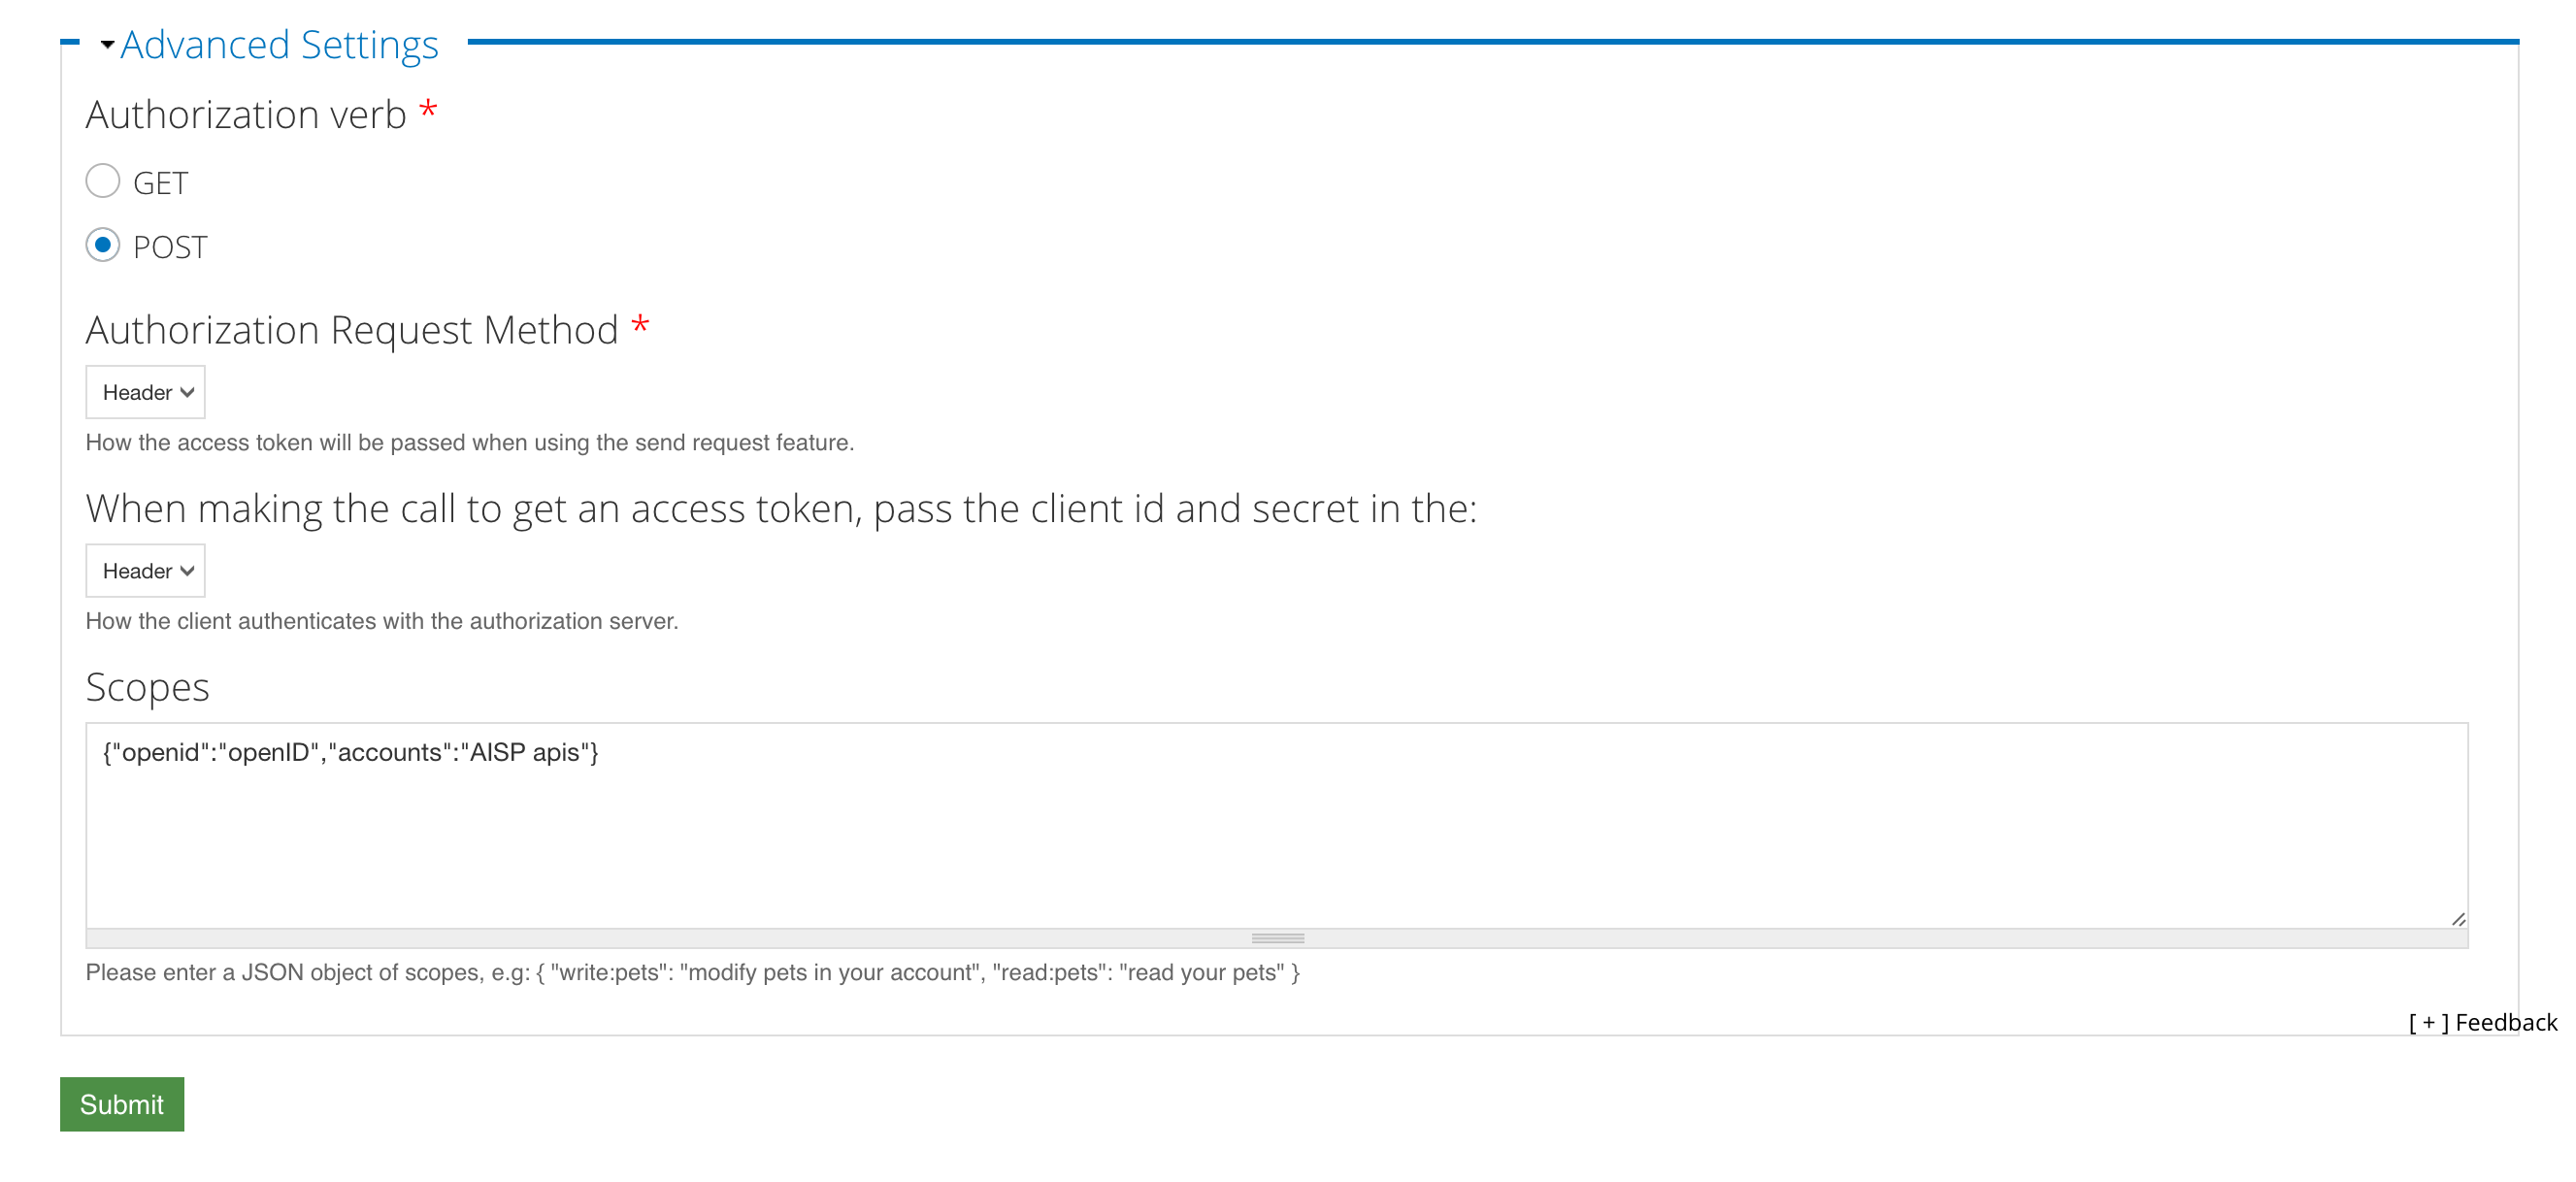 Advanced Settings
Authorization verb *
GET
POST
Authorization Request Method *
Header
How the access token will be passed when using the send request feature.
When making the call to get an access token, pass the client id and secret in the:
Header
How the client authenticates with the authorization server.
Scopes
{"openid":"openID","accounts":"AISP apis"}
Please enter a JSON object of scopes, e.g: { "write:pets": "modify pets in your account", "read:pets": "read your pets" }
[ + ] Feedback
Submit